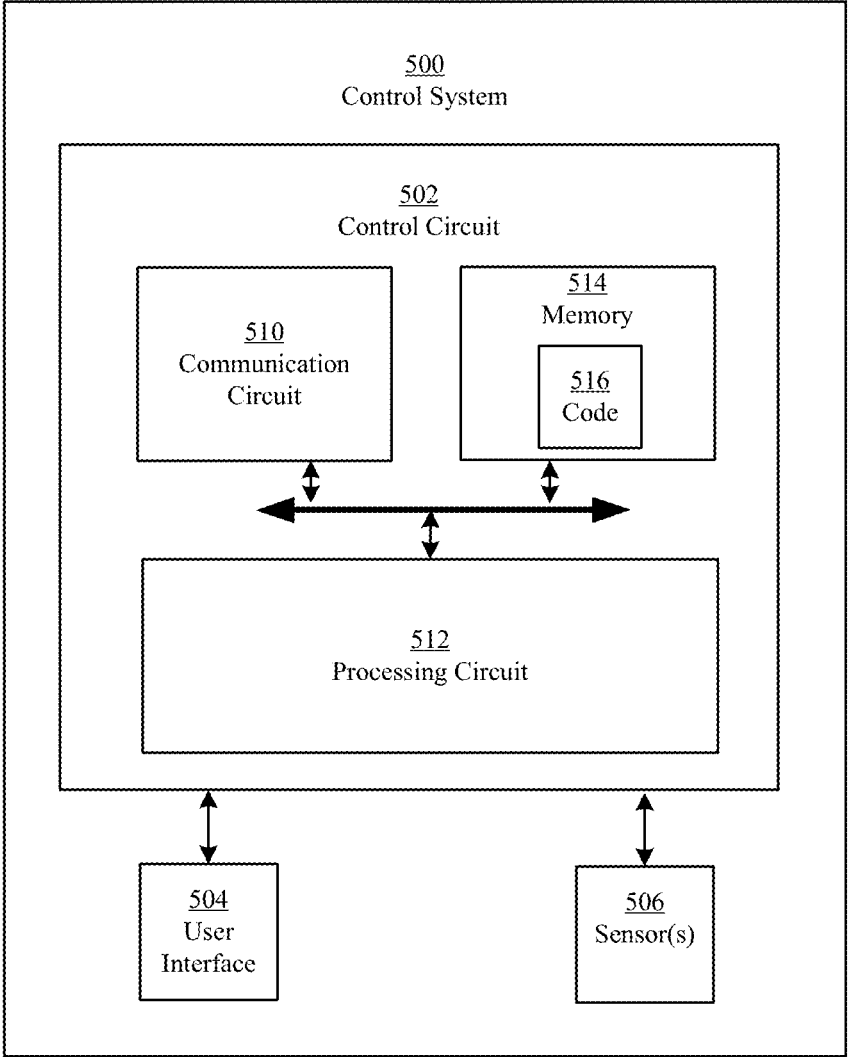 500
Control System
502
Control Circuit
510
Communication
Circuit
514
Memory
516
Code
512
Processing Circuit
504
User
Interface
506
Sensor(s)